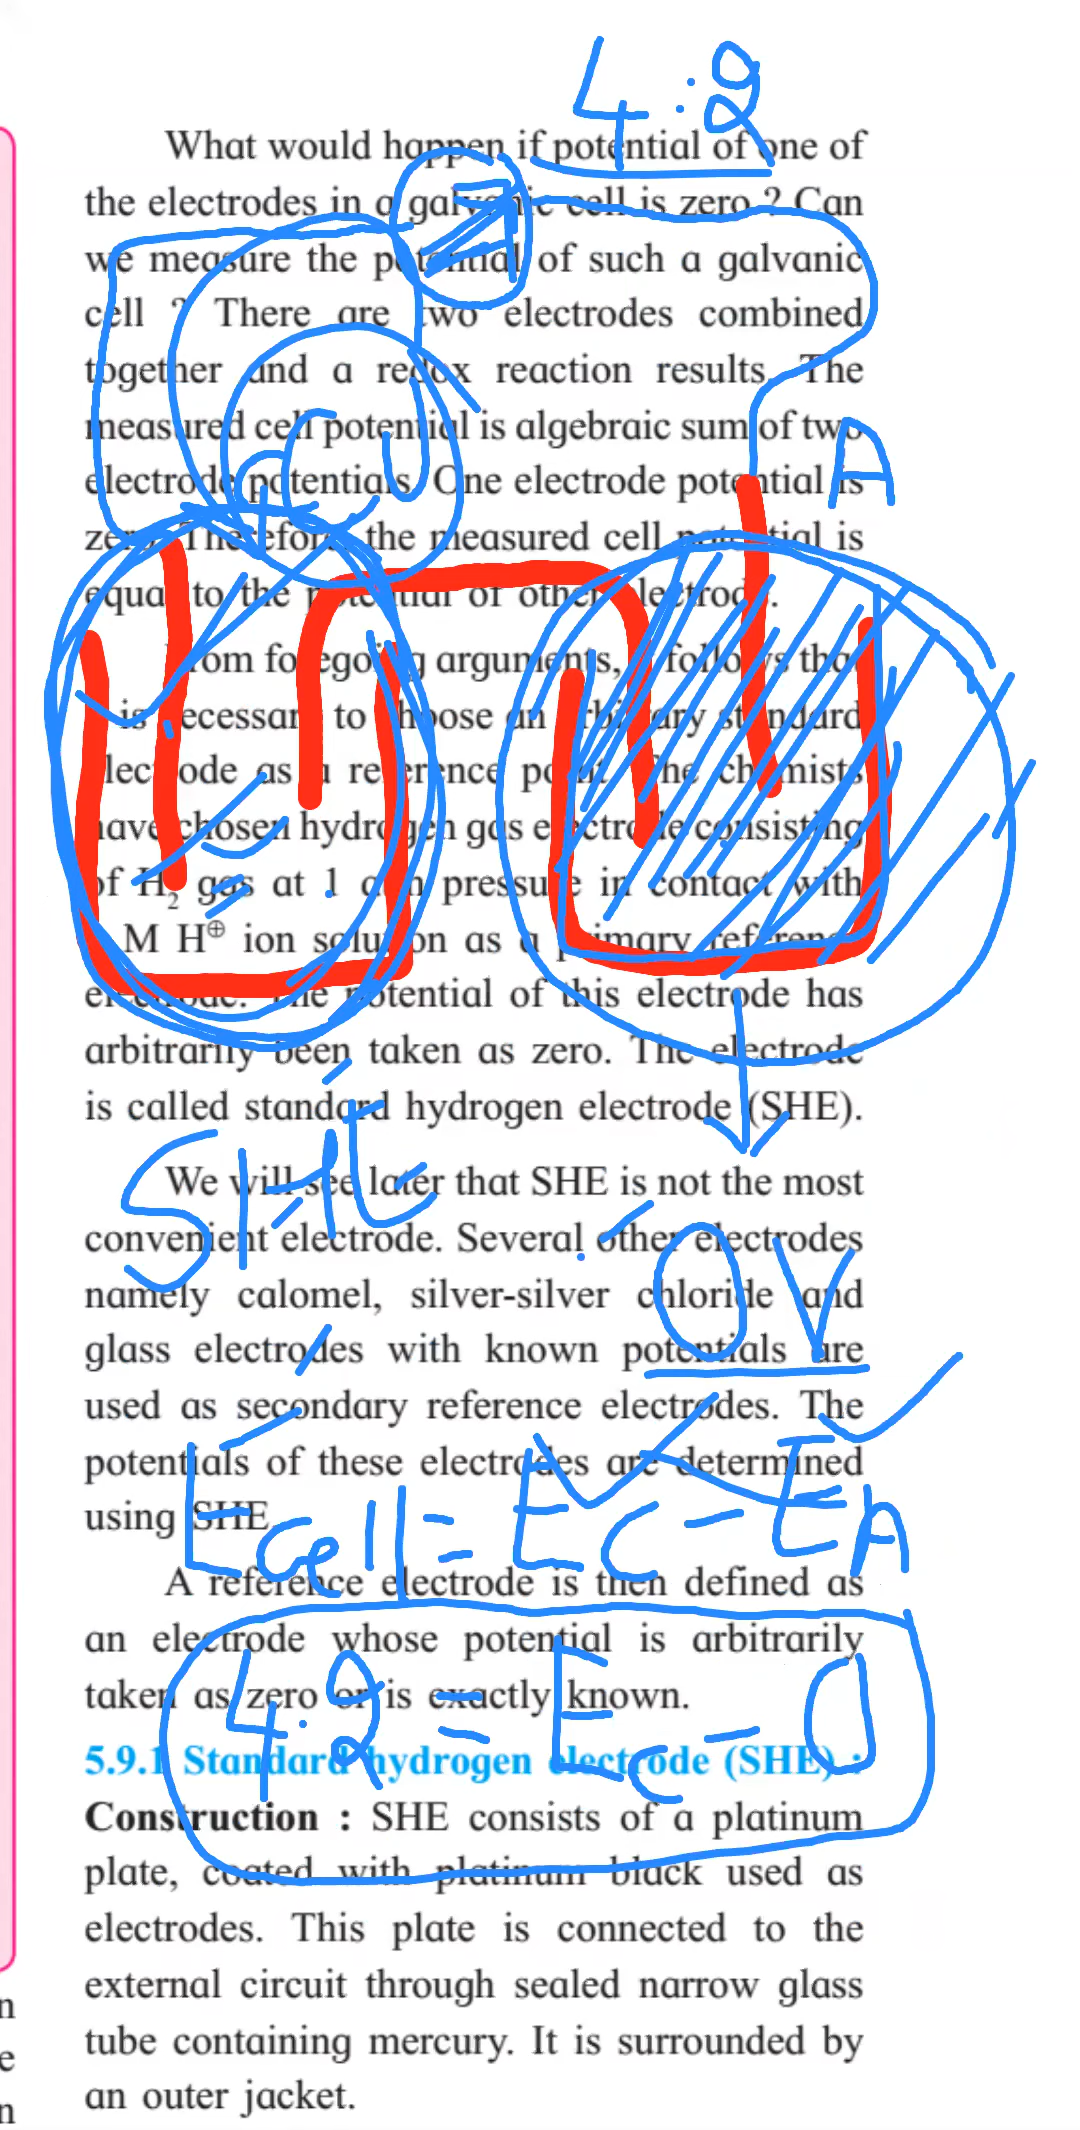 4.2
What would happen if potential of one of
the electrodes in a galvanic cell is zero ? Can
we measure the potential of such a galvanic
cell ? There are two electrodes combined
together and a redox reaction results. The
measured cell potential is algebraic sum of two
electrode potentials. One electrode potential is
zero. Therefore, the measured cell potential is
equal to the potential of other electrode.
A
From foregoing arguments, it follows that
it is necessary to choose an arbitrary standard
electrode as a reference point. The chemists
have chosen hydrogen gas electrode consisting
of H₂ gas at 1 atm pressure in contact with
1 M H⊕ ion solution as a primary reference
electrode. The potential of this electrode has
arbitrarily been taken as zero. The electrode
is called standard hydrogen electrode (SHE).
SHE
We will see later that SHE is not the most
convenient electrode. Several other electrodes
namely calomel, silver-silver chloride and
glass electrodes with known potentials are
used as secondary reference electrodes. The
potentials of these electrodes are determined
using SHE
0 V
Ecell = EC - EA
A reference electrode is then defined as
an electrode whose potential is arbitrarily
taken as zero or is exactly known.
4.2 = EC - 0
5.9.1 Standard hydrogen electrode (SHE) :
Construction : SHE consists of a platinum
plate, coated with platinum black used as
electrodes. This plate is connected to the
external circuit through sealed narrow glass
tube containing mercury. It is surrounded by
an outer jacket.
n
e
n